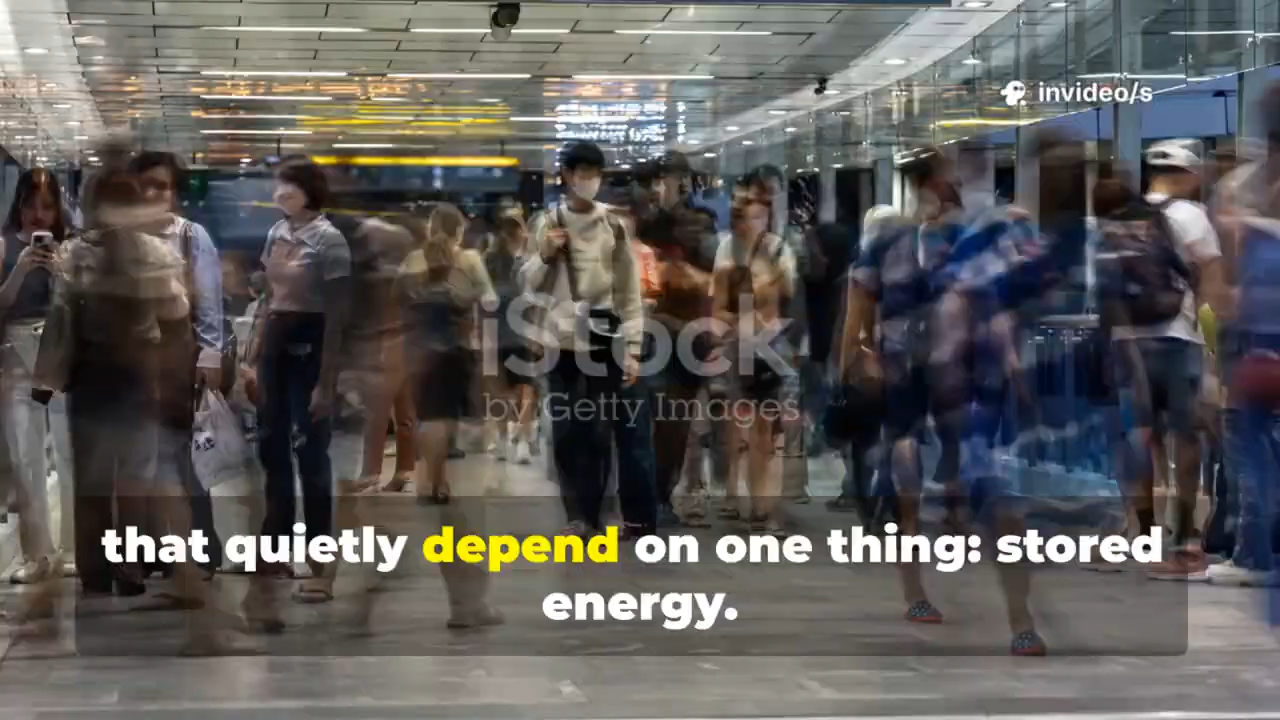 invideo/s
iStock
by Getty Images
that quietly depend on one thing: stored
energy.